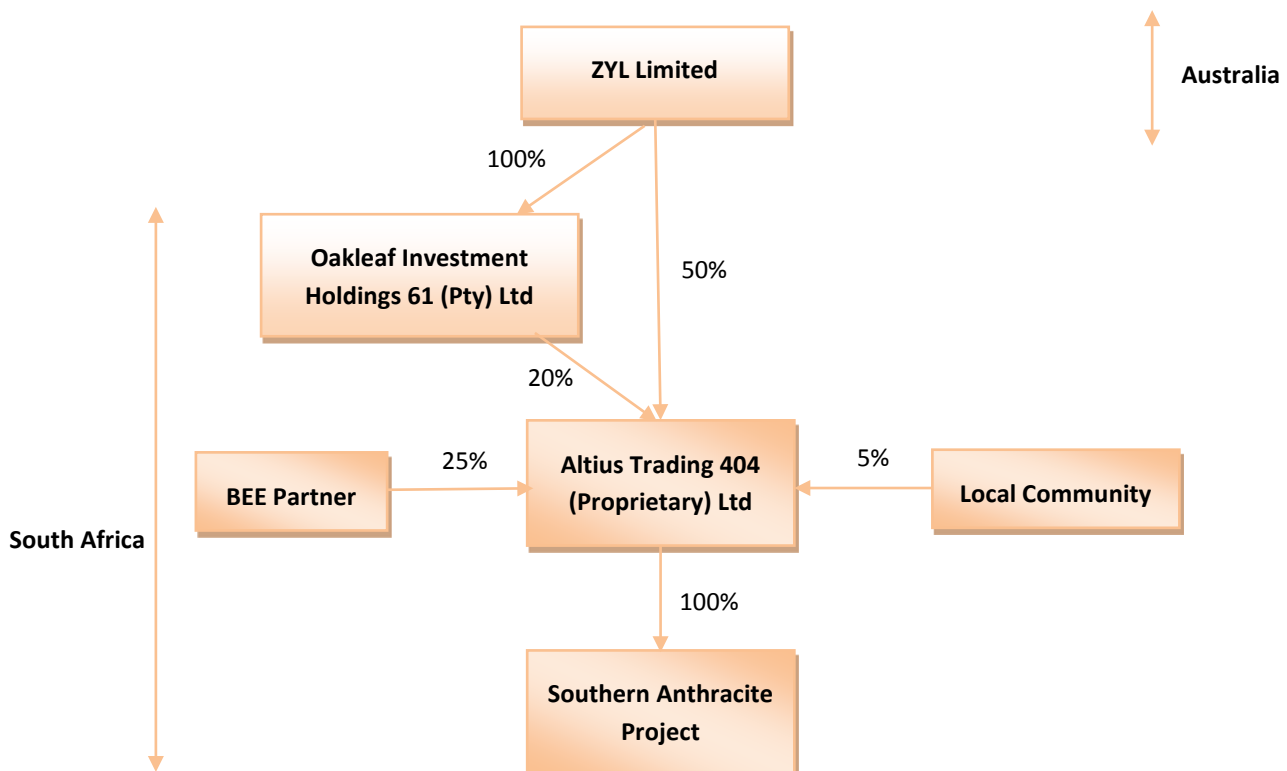 ZYL Limited
Australia
100%
Oakleaf Investment
Holdings 61 (Pty) Ltd
50%
20%
Altius Trading 404
(Proprietary) Ltd
25%
5%
BEE Partner
Local Community
South Africa
100%
Southern Anthracite
Project